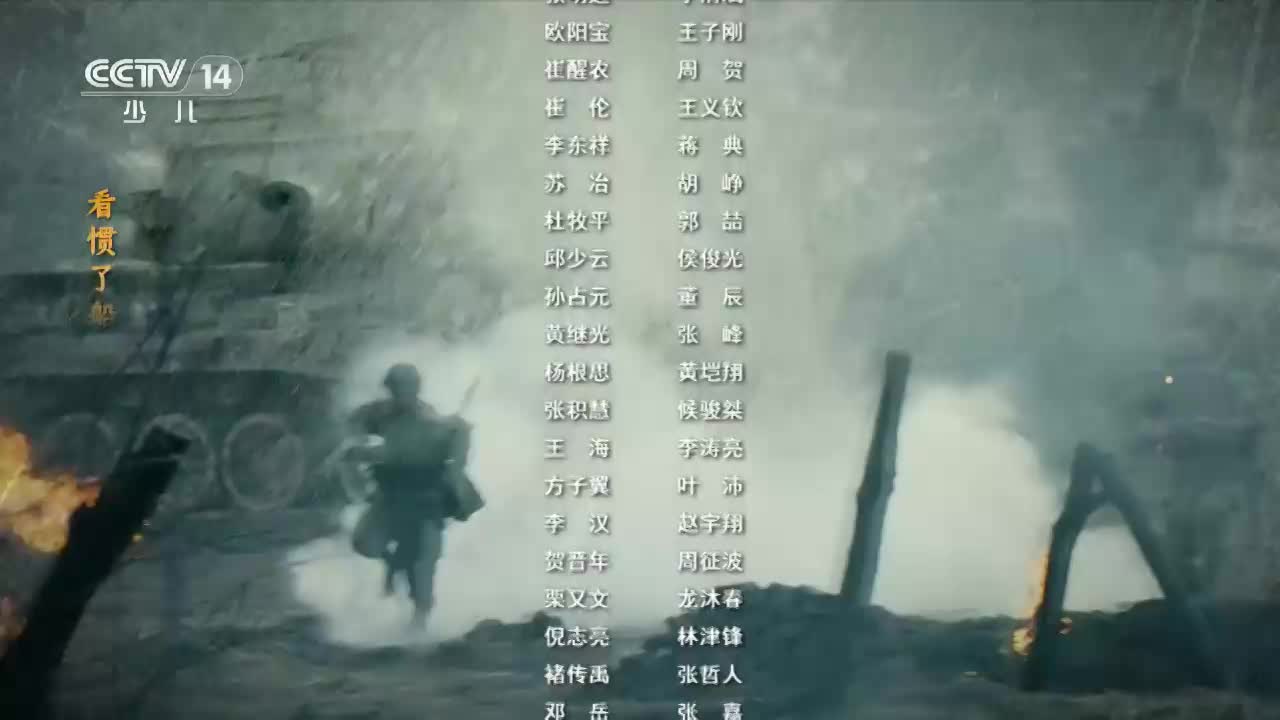 CCTV 14
少儿
看惯了
欧阳宝 王子刚
崔醒农 周 贺
崔 伦 王义钦
李东祥 蒋 典
苏 冶 胡 峥
杜牧平 郭 喆
邱少云 侯俊光
孙占元 董 辰
黄继光 张 峰
杨根思 黄垲翔
张积慧 候骏桀
王 海 李涛亮
方子翼 叶 沛
李 汉 赵宇翔
贺晋年 周征波
栗又文 龙沐春
倪志亮 林津锋
褚传禹 张哲人
邓 岳 张 嘉